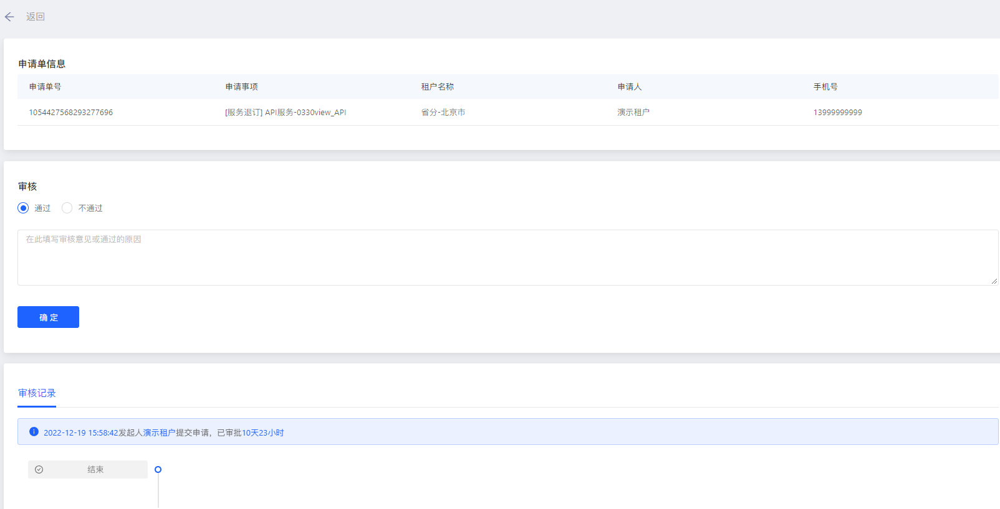 返回
申请单信息
申请单号 申请事项 租户名称 申请人 手机号
1054427568293277696 [服务退订] API服务-0330view_API 省分-北京市 演示租户 13999999999
审核
通过 不通过
在此填写审核意见或通过的原因
确 定
审核记录
2022-12-19 15:58:42发起人演示租户提交申请，已审批10天23小时
结束